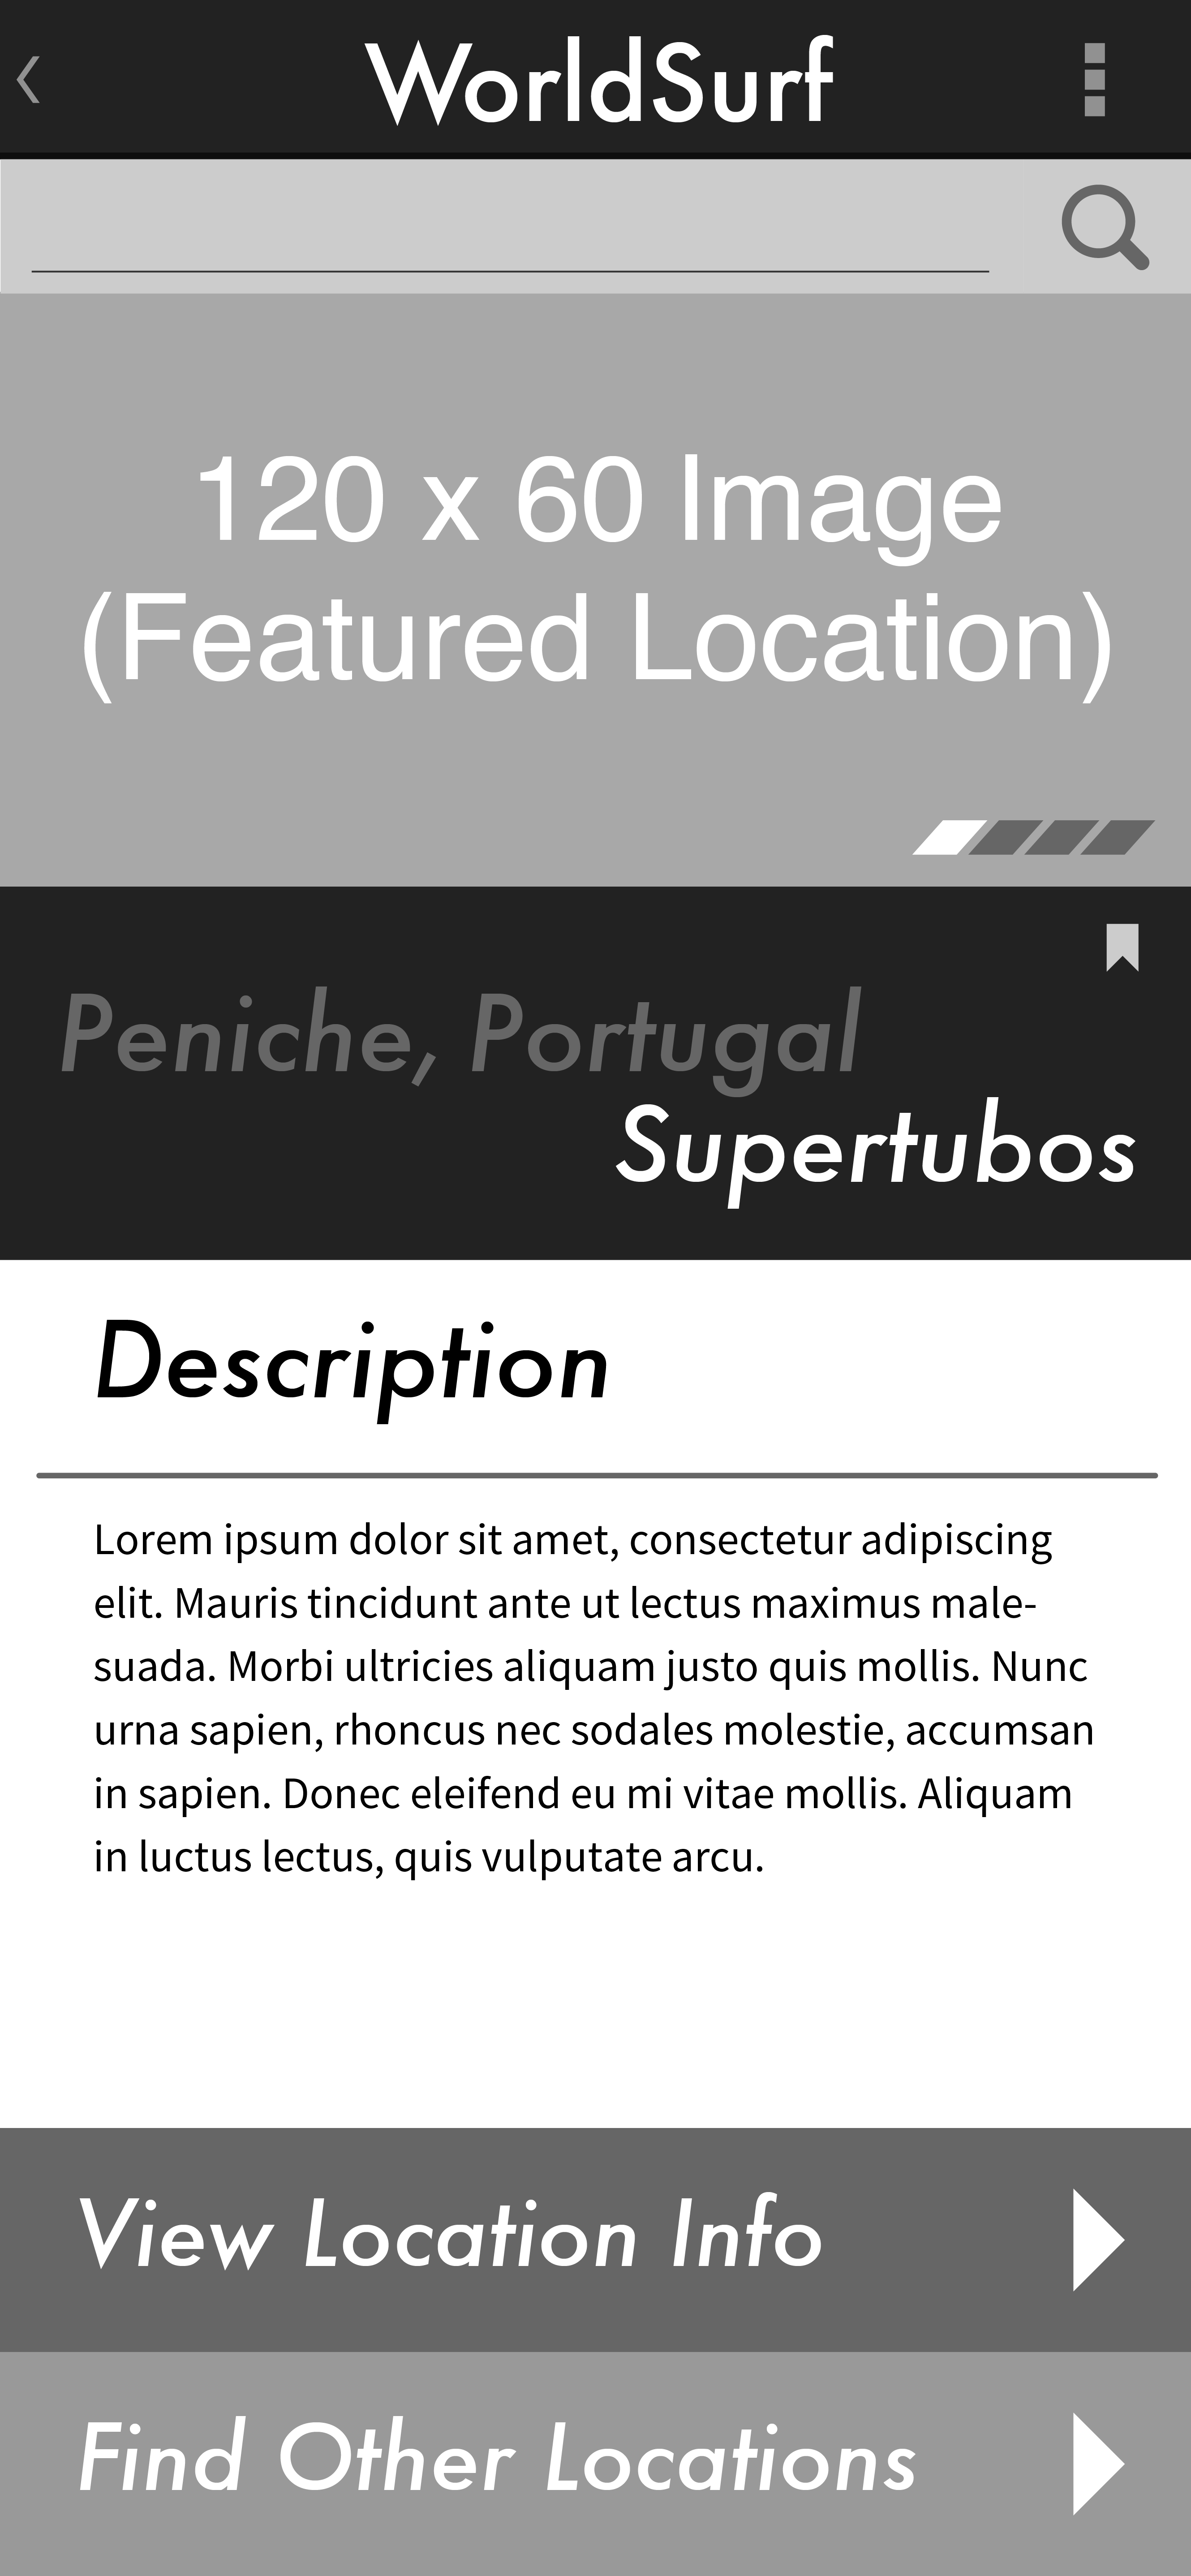 WorldSurf
120 x 60 Image
(Featured Location)
Peniche, Portugal
Supertubos
Description
Lorem ipsum dolor sit amet, consectetur adipiscing
elit. Mauris tincidunt ante ut lectus maximus male-
suada. Morbi ultricies aliquam justo quis mollis. Nunc
urna sapien, rhoncus nec sodales molestie, accumsan
in sapien. Donec eleifend eu mi vitae mollis. Aliquam
in luctus lectus, quis vulputate arcu.
View Location Info
Find Other Locations